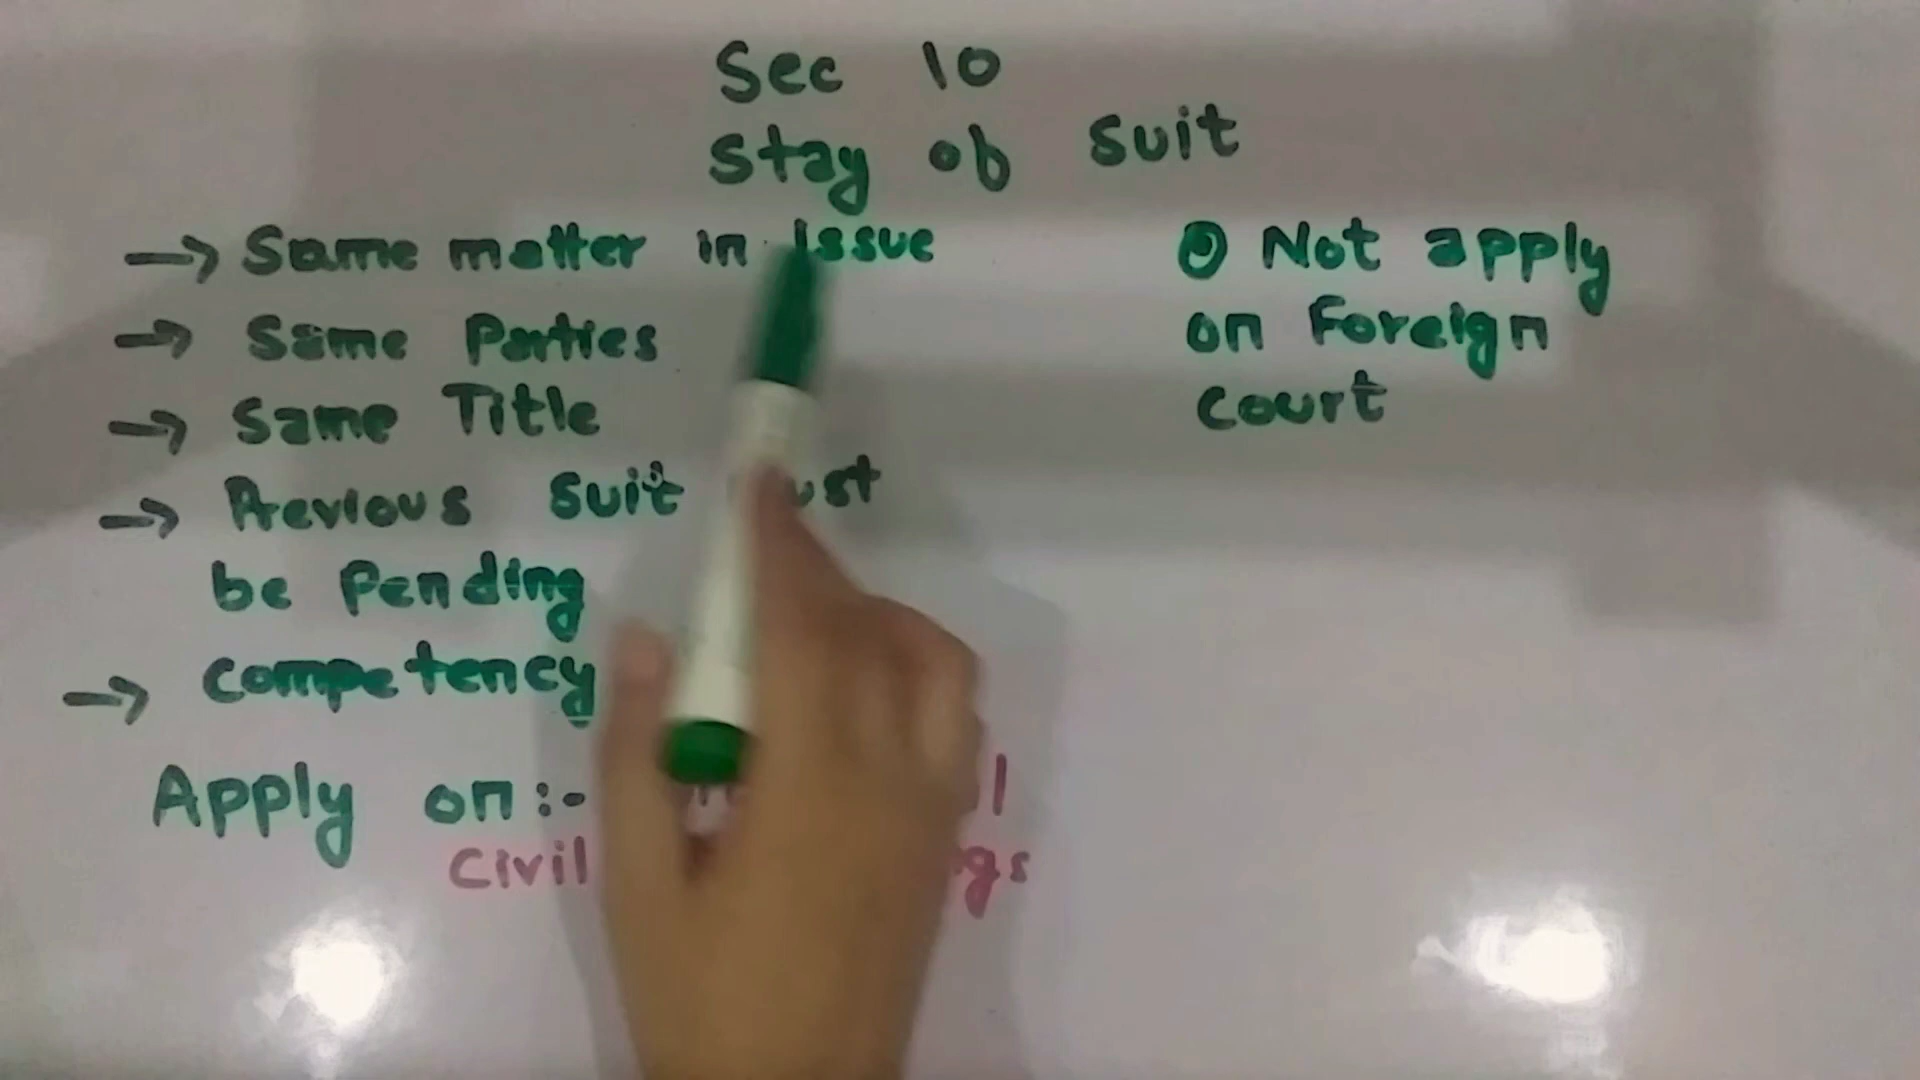 Sec 10
Stay of Suit
→ Same matter in issue
→ Same Parties
→ Same Title
→ Previous Suit
be Pending
→ Competency
Apply on:-
Civil
Not apply
on Foreign
Court